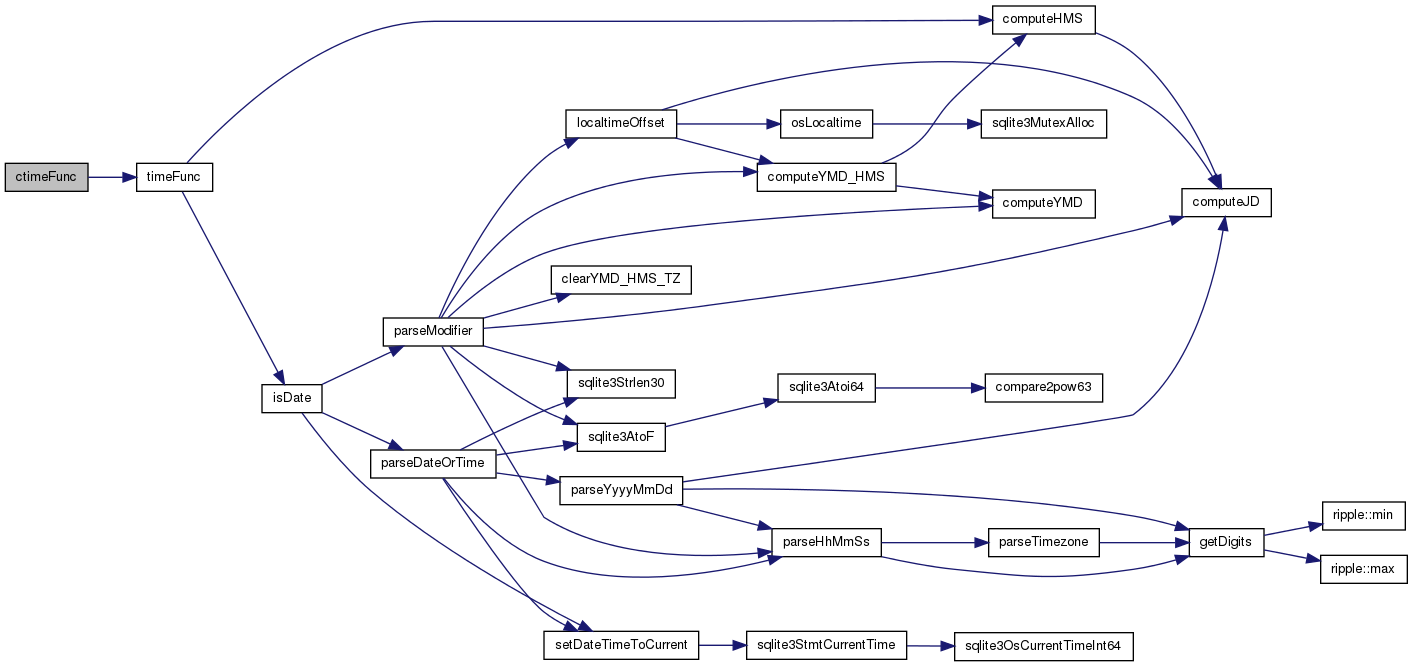 computeHMS
localtimeOffset
osLocaltime
sqlite3MutexAlloc
ctimeFunc
timeFunc
computeYMD_HMS
computeYMD
computeJD
clearYMD_HMS_TZ
parseModifier
sqlite3Strlen30
sqlite3Atoi64
compare2pow63
isDate
sqlite3AtoF
parseDateOrTime
parseYyyyMmDd
ripple::min
parseHhMmSs
parseTimezone
getDigits
ripple::max
setDateTimeToCurrent
sqlite3StmtCurrentTime
sqlite3OsCurrentTimeInt64